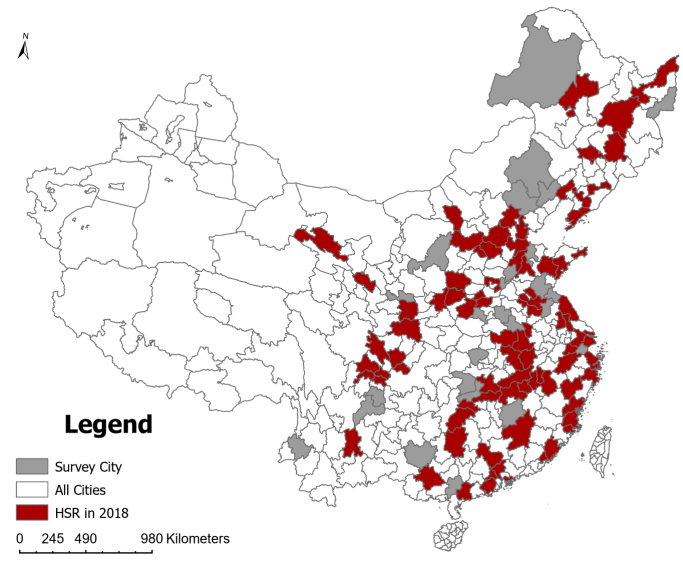 N
Legend
Survey City
All Cities
HSR in 2018
0 245 490 980 Kilometers